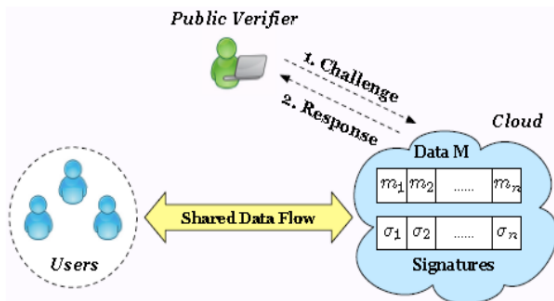 Public Verifier
1. Challenge
2. Response
Cloud
Data M
m₁ m₂ ...... mₙ
Shared Data Flow
σ₁ σ₂ ...... σₙ
Users
Signatures